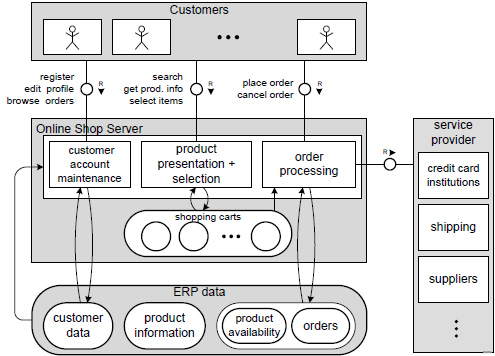 Customers
register
edit profile
browse orders
R
search
get prod. info
select items
R
place order
cancel order
R
Online Shop Server
customer
account
maintenance
product
presentation +
selection
order
processing
shopping carts
R
service
provider
credit card
institutions
shipping
suppliers
ERP data
customer
data
product
information
product
availability
orders